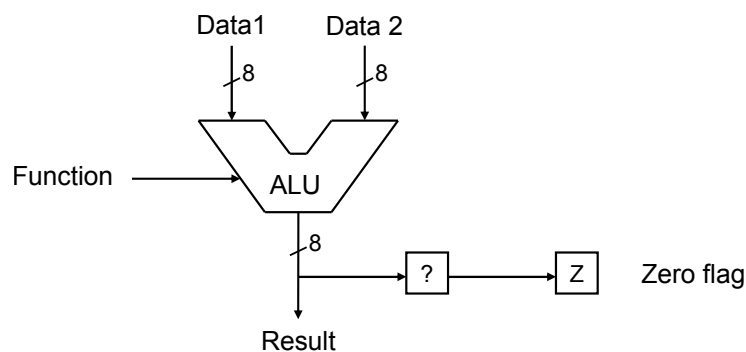 Data1 Data 2
8 8
Function
ALU
8
? Z Zero flag
Result